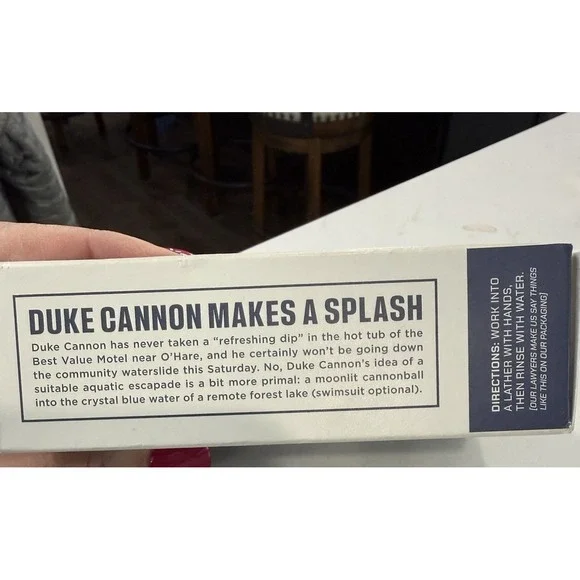 DUKE CANNON MAKES A SPLASH
Duke Cannon has never taken a “refreshing dip” in the hot tub of the
Best Value Motel near O’Hare, and he certainly won’t be going down
the community waterslide this Saturday. No, Duke Cannon’s idea of a
suitable aquatic escapade is a bit more primal: a moonlit cannonball
into the crystal blue water of a remote forest lake (swimsuit optional).
DIRECTIONS: WORK INTO
A LATHER WITH HANDS,
THEN RINSE WITH WATER.
[OUR LAWYERS MAKE US SAY THINGS
LIKE THIS ON OUR PACKAGING]